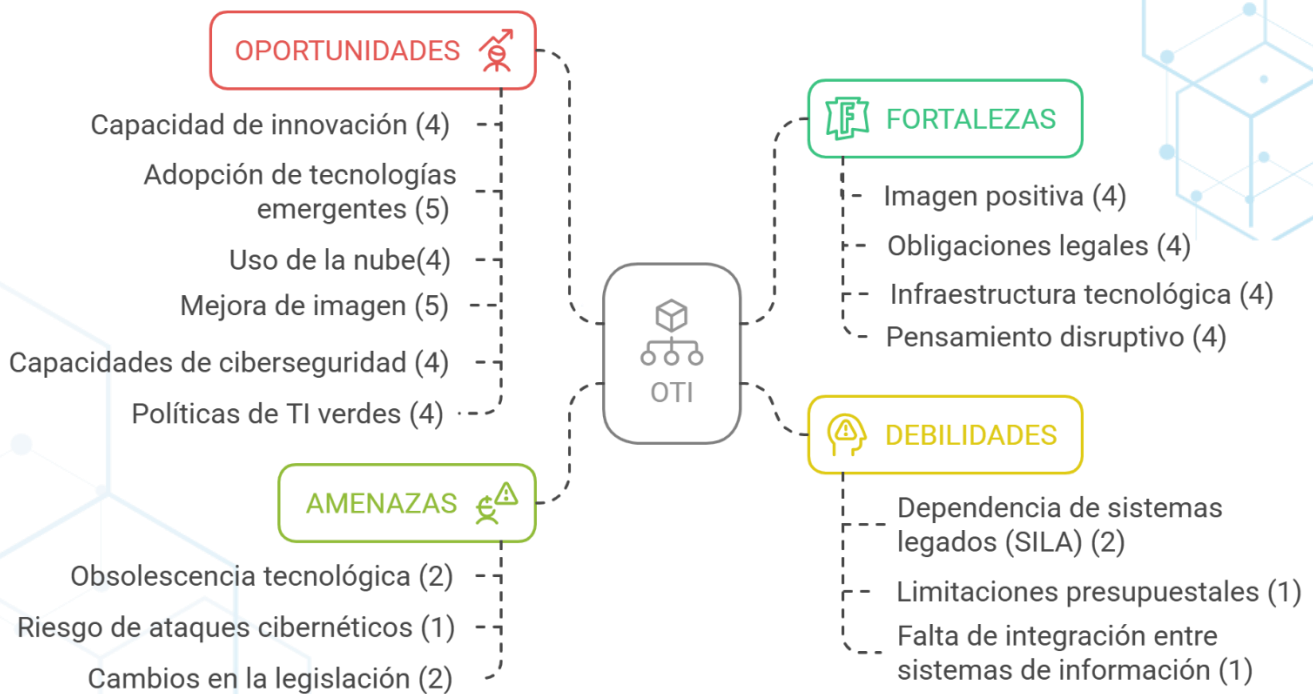 OPORTUNIDADES
Capacidad de innovación (4)
Adopción de tecnologías
emergentes (5)
Uso de la nube(4)
Mejora de imagen (5)
Capacidades de ciberseguridad (4)
Políticas de TI verdes (4)
AMENAZAS
Obsolescencia tecnológica (2)
Riesgo de ataques cibernéticos (1)
Cambios en la legislación (2)
OTI
F FORTALEZAS
Imagen positiva (4)
Obligaciones legales (4)
Infraestructura tecnológica (4)
Pensamiento disruptivo (4)
DEBILIDADES
Dependencia de sistemas
legados (SILA) (2)
Limitaciones presupuestales (1)
Falta de integración entre
sistemas de información (1)